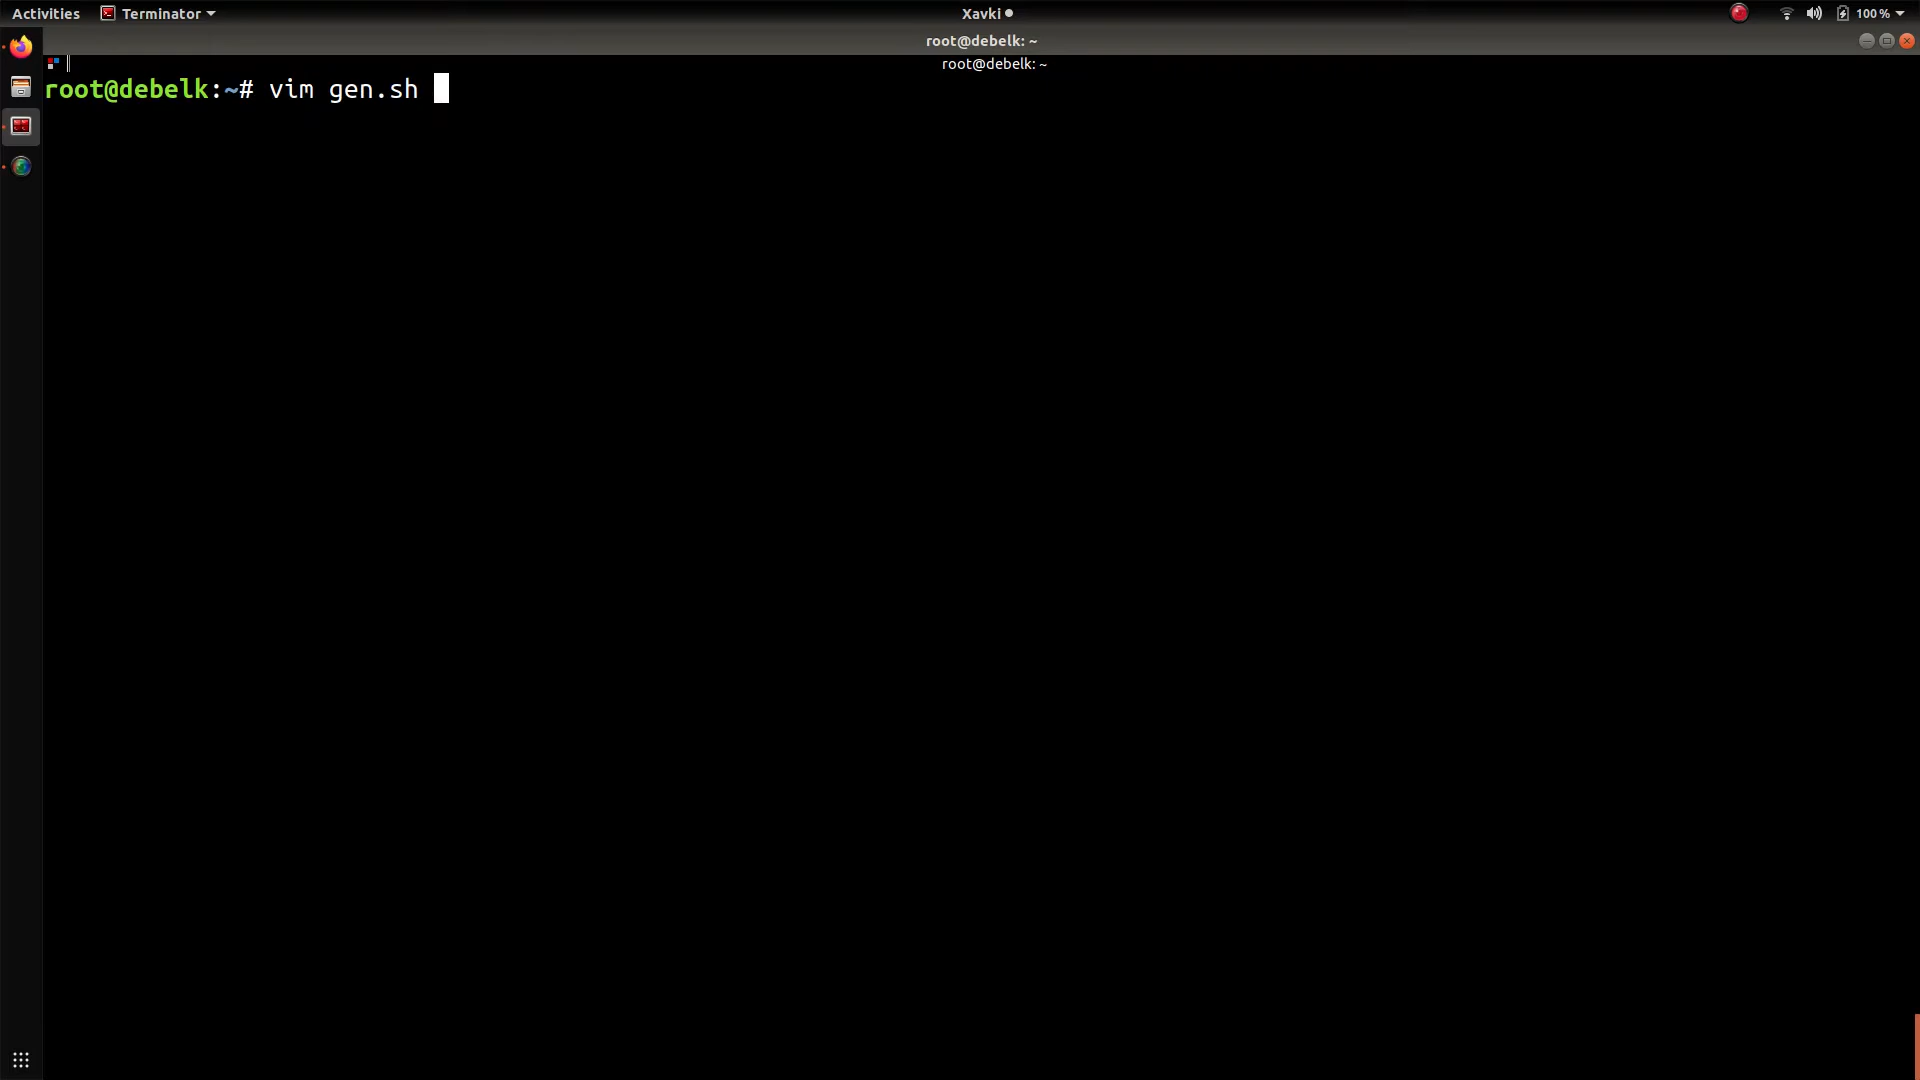 Activities Terminator Xavki 100 %
root@debelk: ~
root@debelk: ~
root@debelk:~# vim gen.sh